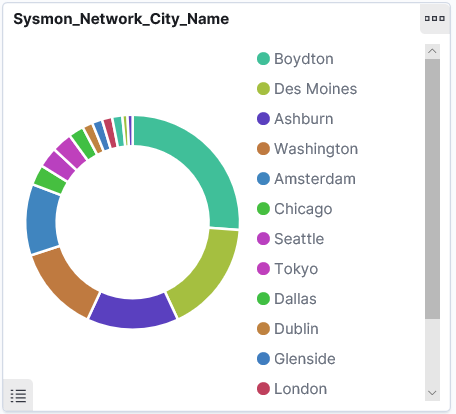 Sysmon_Network_City_Name
Boydton
Des Moines
Ashburn
Washington
Amsterdam
Chicago
Seattle
Tokyo
Dallas
Dublin
Glenside
London